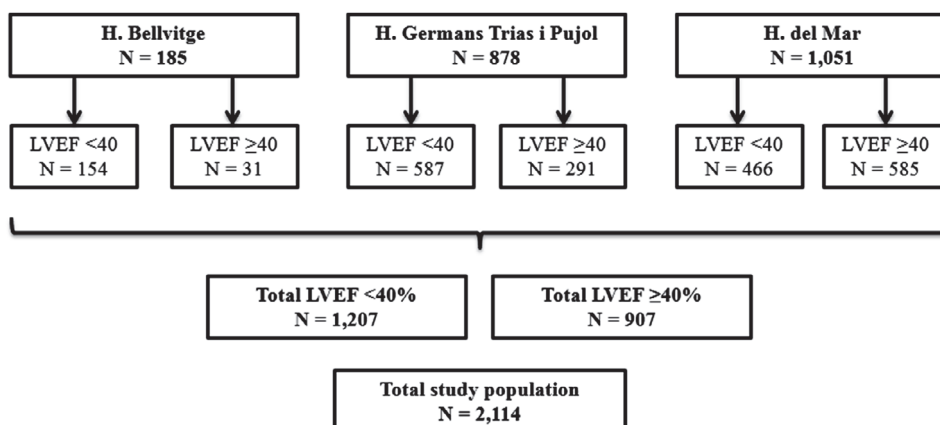 H. Bellvitge
N = 185
H. Germans Trias i Pujol
N = 878
H. del Mar
N = 1,051
LVEF <40
N = 154
LVEF ≥40
N = 31
LVEF <40
N = 587
LVEF ≥40
N = 291
LVEF <40
N = 466
LVEF ≥40
N = 585
Total LVEF <40%
N = 1,207
Total LVEF ≥40%
N = 907
Total study population
N = 2,114